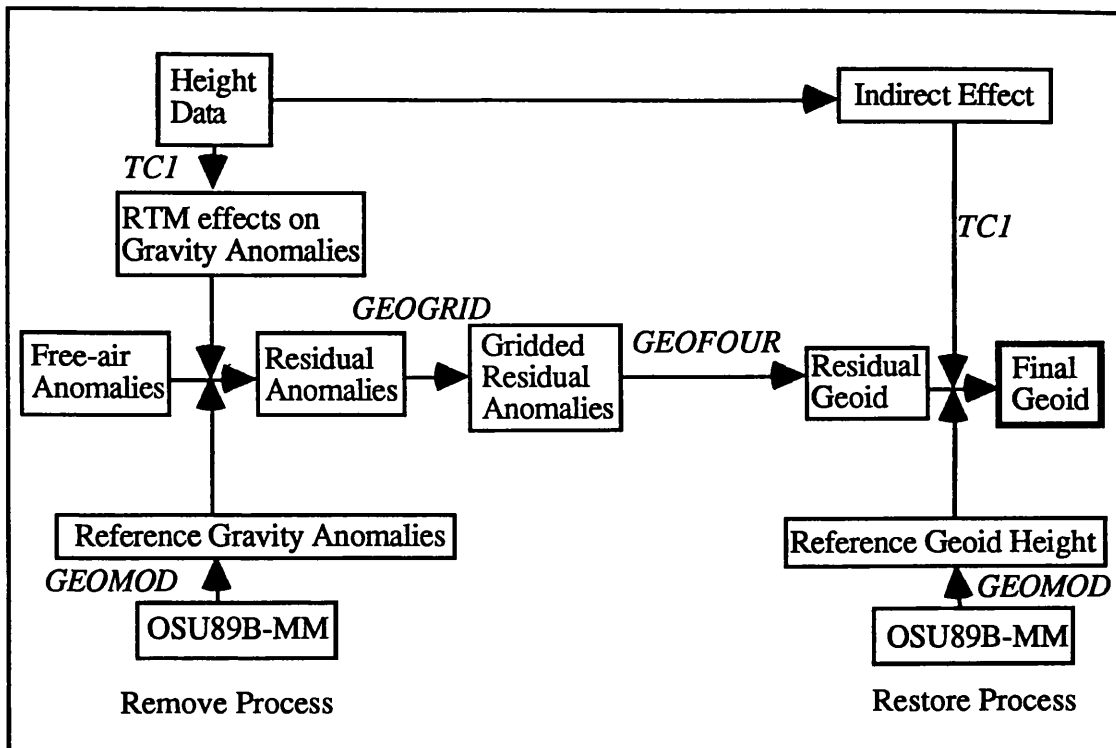 Height
Data
Indirect Effect
TC1
RTM effects on
Gravity Anomalies
TC1
GEOGRID
GEOFOUR
Free-air
Anomalies
Residual
Anomalies
Gridded
Residual
Anomalies
Residual
Geoid
Final
Geoid
Reference Gravity Anomalies
Reference Geoid Height
GEOMOD
GEOMOD
OSU89B-MM
OSU89B-MM
Remove Process
Restore Process